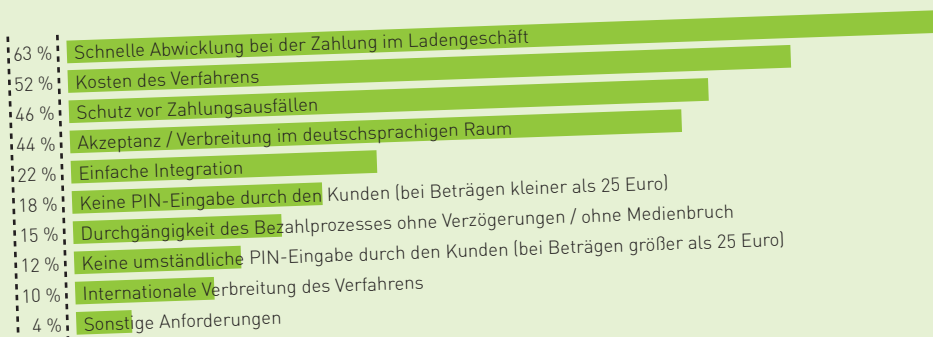 63 % Schnelle Abwicklung bei der Zahlung im Ladengeschäft
52 % Kosten des Verfahrens
46 % Schutz vor Zahlungsausfällen
44 % Akzeptanz / Verbreitung im deutschsprachigen Raum
22 % Einfache Integration
18 % Keine PIN-Eingabe durch den Kunden (bei Beträgen kleiner als 25 Euro)
15 % Durchgängigkeit des Bezahlprozesses ohne Verzögerungen / ohne Medienbruch
12 % Keine umständliche PIN-Eingabe durch den Kunden (bei Beträgen größer als 25 Euro)
10 % Internationale Verbreitung des Verfahrens
4 % Sonstige Anforderungen